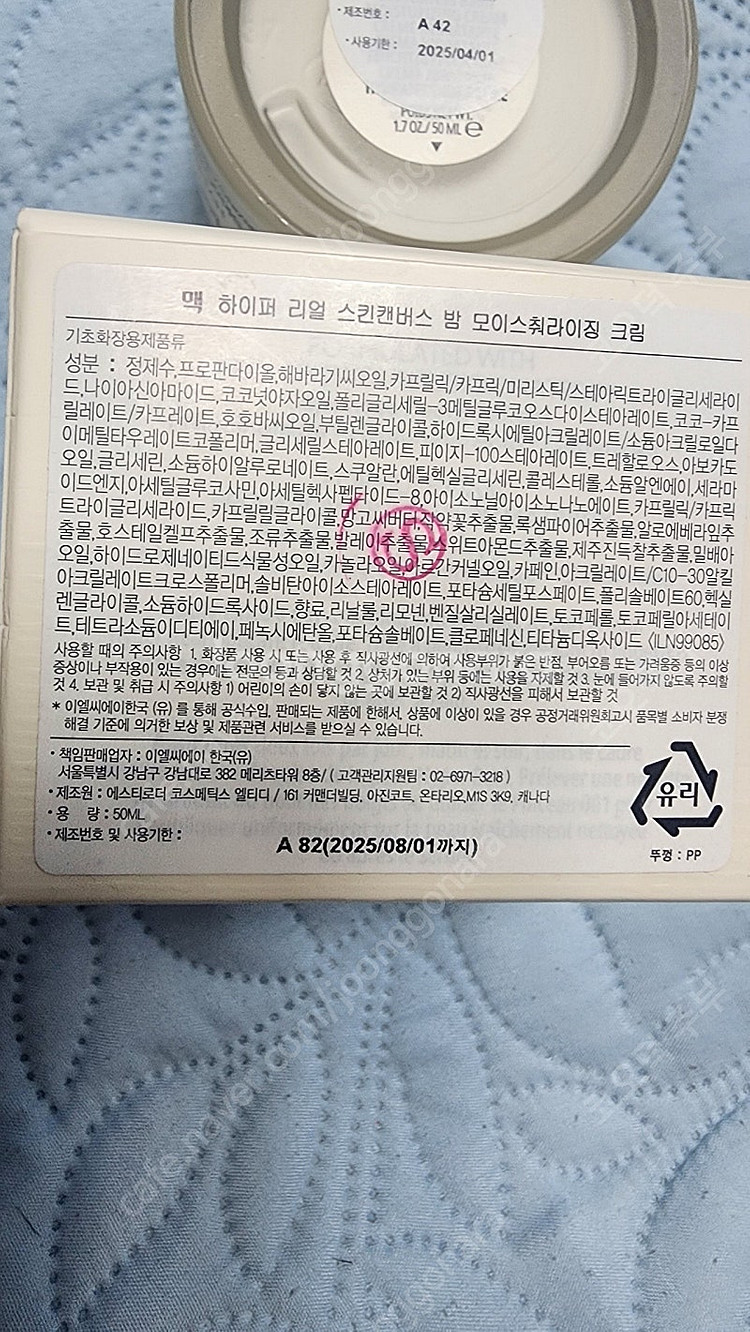 · 제조번호 : A 42
· 사용기한 : 2025/04/01
1.7 OZ./50 ML e
맥 하이퍼 리얼 스킨캔버스 밤 모이스춰라이징 크림
기초화장용제품류
성분 : 정제수,프로판다이올,해바라기씨오일,카프릴릭/카프릭/미리스틱/스테아릭트라이글리세라이
드,나이아신아마이드,코코넛야자오일,폴리글리세릴-3메틸글루코오스다이스테아레이트,코코-카프
릴레이트/카프레이트,호호바씨오일,부틸렌글라이콜,하이드록시에틸아크릴레이트/소듐아크릴로일다
이메틸타우레이트코폴리머,글리세릴스테아레이트,피이지-100스테아레이트,트레할로오스,아보카도
오일,글리세린,소듐하이알루로네이트,스쿠알란,에틸헥실글리세린,콜레스테롤,소듐알엔에이,세라마
이드엔지,아세틸글루코사민,아세틸헥사펩타이드-8,아이소노닐아이소노나노에이트,카프릴릭/카프릭
트라이글리세라이드,카프릴릴글라이콜,망고씨버터,작약꽃추출물,록샘파이어추출물,알로에베라잎추
출물,호스테일켈프추출물,조류추출물,발레이추출 스위트아몬드추출물,제주진득찰추출물,밀배아
오일,하이드로제네이티드식물성오일,카놀라오일,아르간커넬오일,카페인,아크릴레이트/C10-30알킬
아크릴레이트크로스폴리머,솔비탄아이소스테아레이트,포타슘세틸포스페이트,폴리솔베이트60,헥실
렌글라이콜,소듐하이드록사이드,향료,리날룰,리모넨,벤질살리실레이트,토코페롤,토코페릴아세테이
트,테트라소듐이디티에이,페녹시에탄올,포타슘솔베이트,클로페네신,티타늄디옥사이드 〈ILN99085〉
사용할 때의 주의사항 1. 화장품 사용 시 또는 사용 후 직사광선에 의하여 사용부위가 붉은 반점, 부어오름 또는 가려움증 등의 이상
증상이나 부작용이 있는 경우에는 전문의 등과 상담할 것 2. 상처가 있는 부위 등에는 사용을 자제할 것 3. 눈에 들어가지 않도록 주의할
것 4. 보관 및 취급 시 주의사항 1) 어린이의 손이 닿지 않는 곳에 보관할 것 2) 직사광선을 피해서 보관할 것
* 이엘씨에이한국 (유) 를 통해 공식수입, 판매되는 제품에 한해서, 상품에 이상이 있을 경우 공정거래위원회고시 품목별 소비자 분쟁
해결 기준에 의거한 보상 및 제품관련 서비스를 받으실 수 있습니다.
· 책임판매업자 : 이엘씨에이 한국(유)
서울특별시 강남구 강남대로 382 메리츠타워 8층/ ( 고객관리지원팀 : 02-6971-3218 )
· 제조원 : 에스티로더 코스메틱스 엘티디 / 161 커맨더빌딩, 아진코트, 온타리오,M1S 3K9, 캐나다
· 용 량 : 50ML
· 제조번호 및 사용기한 : A 82(2025/08/01까지)
유리
뚜껑 : PP
cafe.naver.com/joonggonara